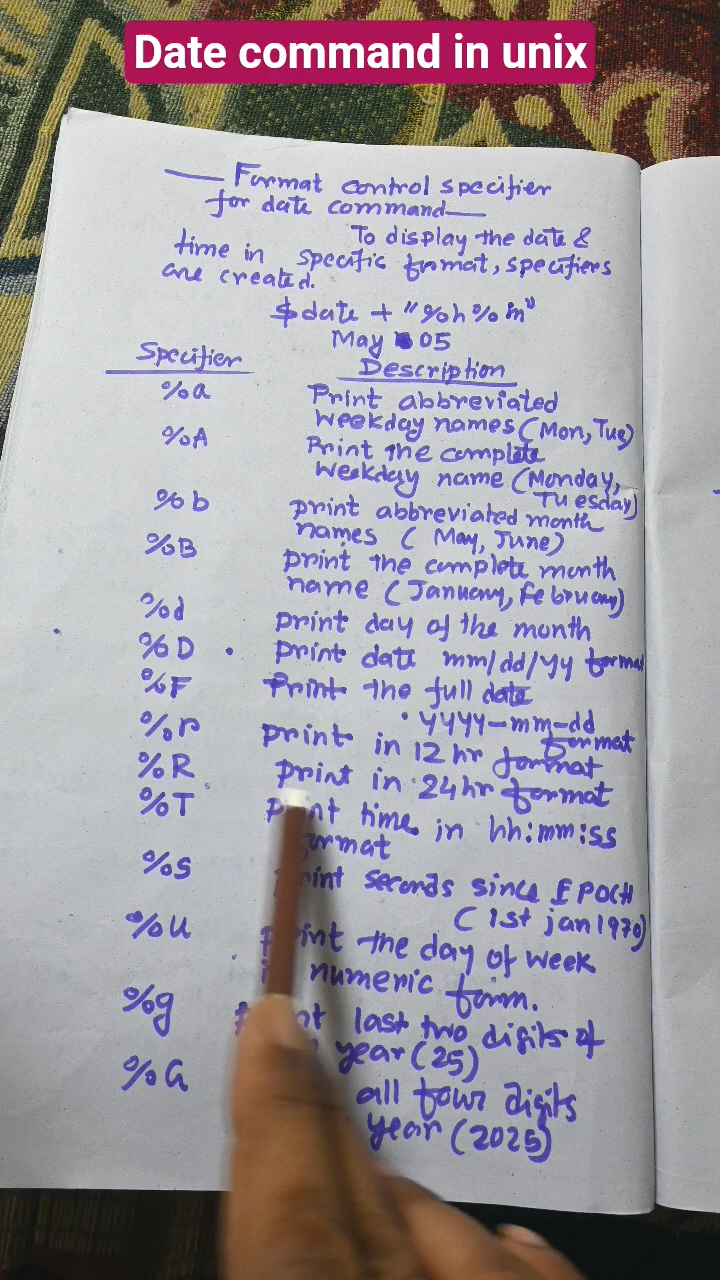 Date command in unix
— Format control specifier
for date command —
To display the date &
time in specific format, specifiers
are created.
$ date + "%h %m"
May 05
Specifier Description
%a Print abbreviated
weekday names (Mon, Tue)
%A Print the complete
weekday name (Monday,
Tuesday)
%b print abbreviated month
names ( May, June)
%B print the complete month
name (January, February)
%d print day of the month
%D . print date mm/dd/yy format
%F Print the full date
. yyyy-mm-dd
format
%r print in 12 hr format
%R print in 24 hr format
%T print time in hh:mm:ss
format
%s print seconds since EPOCH
( 1st jan 1970)
%u print the day of week
in numeric form.
%g last two digits of
year (25)
%G all four digits
year (2025)